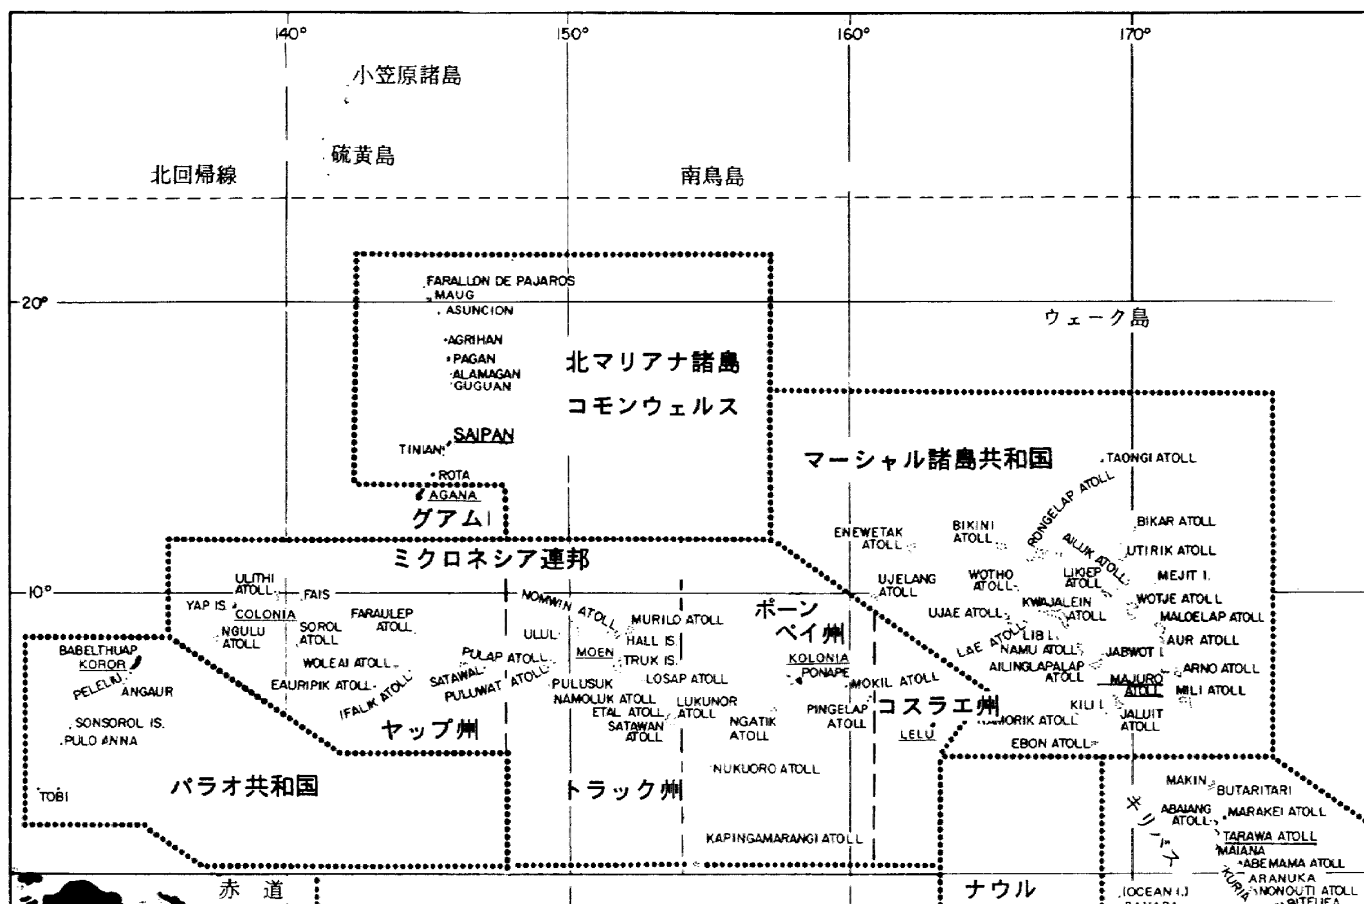 140°
150°
160°
170°
小笠原諸島
硫黄島
北回帰線
南鳥島
FARALLON DE PAJAROS
MAUG
ASUNCION
20°
ウェーク島
AGRIHAN
PAGAN
ALAMAGAN
GUGUAN
北マリアナ諸島
コモンウェルス
SAIPAN
TINIAN
ROTA
AGANA
グアム
マーシャル諸島共和国
TAONGI ATOLL
RONGELAP ATOLL
ENEWETAK
ATOLL
BIKINI
ATOLL
AILUK ATOLL
BIKAR ATOLL
UTIRIK ATOLL
MEJIT I.
ミクロネシア連邦
10°
ULITHI
ATOLL
FAIS
YAP IS.
COLONIA
NGULU
ATOLL
SOROL
ATOLL
FARAULEP
ATOLL
NOMWIN ATOLL
MURILO ATOLL
ULUL
HALL IS.
MOEN
TRUK IS.
LOSAP ATOLL
ポーン
ペイ州
UJELANG
ATOLL
WOTHO
ATOLL
LIKIEP
ATOLL
WOTJE ATOLL
UJAE ATOLL
KWAJALEIN
ATOLL
MALOELAP ATOLL
LAE ATOLL
LIB I.
NAMU ATOLL
AUR ATOLL
JABWOT I.
AILINGLAPALAP
ATOLL
ARNO ATOLL
MAJURO
ATOLL
MILI ATOLL
BABELTHUAP
KOROR
PELELIU
ANGAUR
WOLEAI ATOLL
EAURIPIK ATOLL
IFALIK ATOLL
SATAWAL
PULAP ATOLL
PULUWAT ATOLL
PULUSUK
NAMOLUK ATOLL
ETAL ATOLL
SATAWAN
ATOLL
LUKUNOR
ATOLL
KOLONIA
PONAPE
MOKIL ATOLL
NGATIK
ATOLL
PINGELAP
ATOLL
コスラエ州
LELU
NAMORIK ATOLL
KILI I.
JALUIT
ATOLL
EBON ATOLL
SONSOROL IS.
PULO ANNA
ヤップ州
TOBI
パラオ共和国
トラック州
NUKUORO ATOLL
KAPINGAMARANGI ATOLL
MAKIN
BUTARITARI
キリバス
ABAIANG
ATOLL
MARAKEI ATOLL
TARAWA ATOLL
MAIANA
ABEMAMA ATOLL
KURIA
ARANUKA
NONOUTI ATOLL
赤道
ナウル
(OCEAN I.)